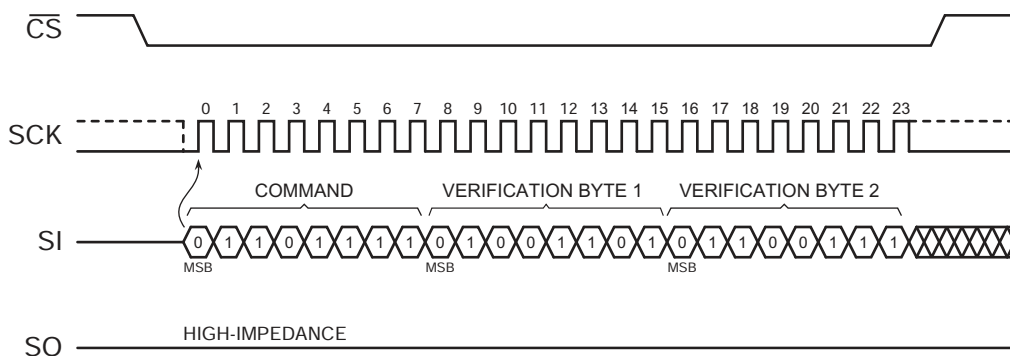 CS
0 1 2 3 4 5 6 7 8 9 10 11 12 13 14 15 16 17 18 19 20 21 22 23
SCK
COMMAND VERIFICATION BYTE 1 VERIFICATION BYTE 2
SI 0 1 1 0 1 1 1 1 0 1 0 0 1 1 0 1 0 1 1 0 0 1 1 1
MSB MSB MSB
HIGH-IMPEDANCE
SO